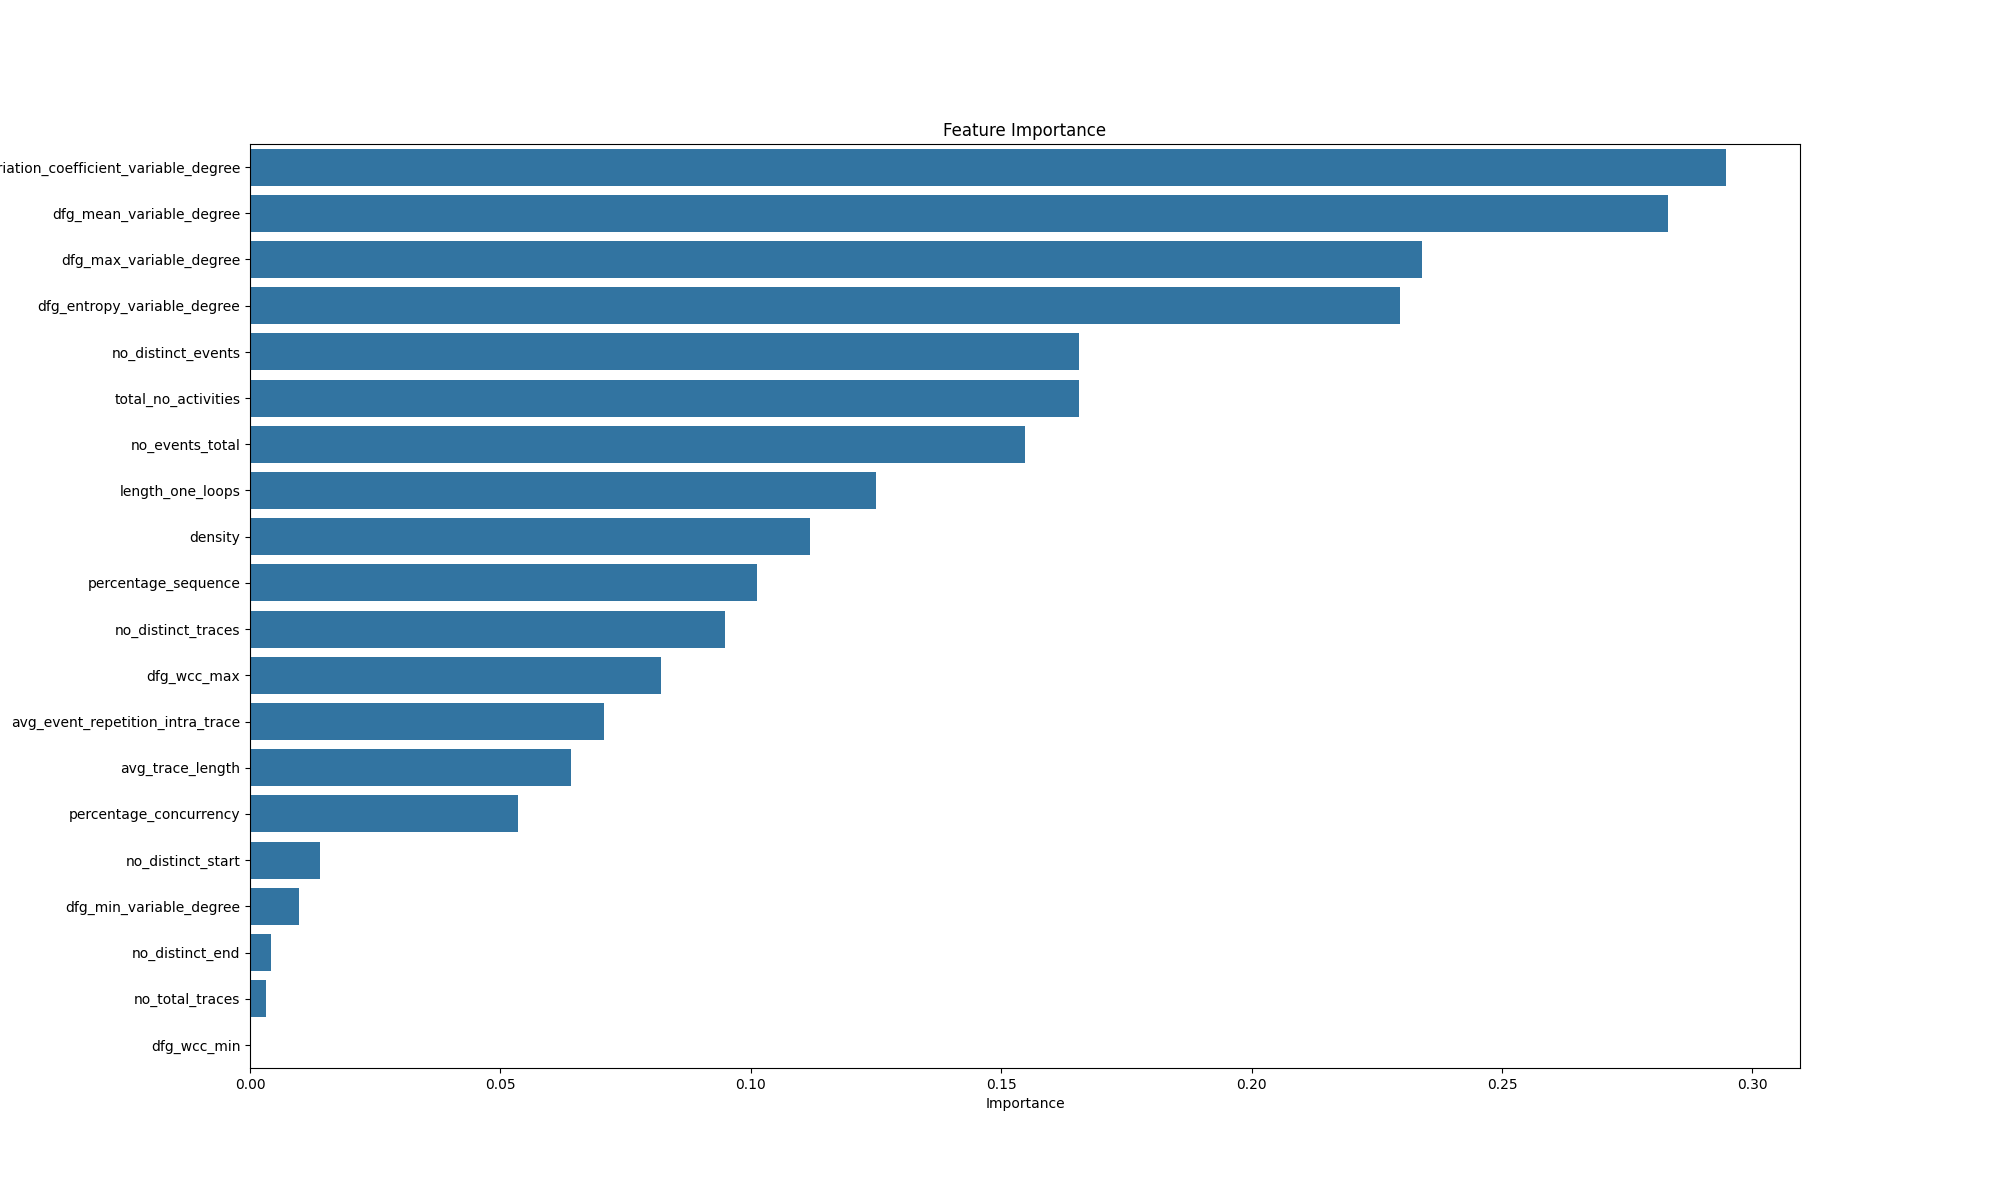 Feature Importance
riation_coefficient_variable_degree
dfg_mean_variable_degree
dfg_max_variable_degree
dfg_entropy_variable_degree
no_distinct_events
total_no_activities
no_events_total
length_one_loops
density
percentage_sequence
no_distinct_traces
dfg_wcc_max
avg_event_repetition_intra_trace
avg_trace_length
percentage_concurrency
no_distinct_start
dfg_min_variable_degree
no_distinct_end
no_total_traces
dfg_wcc_min
0.00 0.05 0.10 0.15 0.20 0.25 0.30
Importance